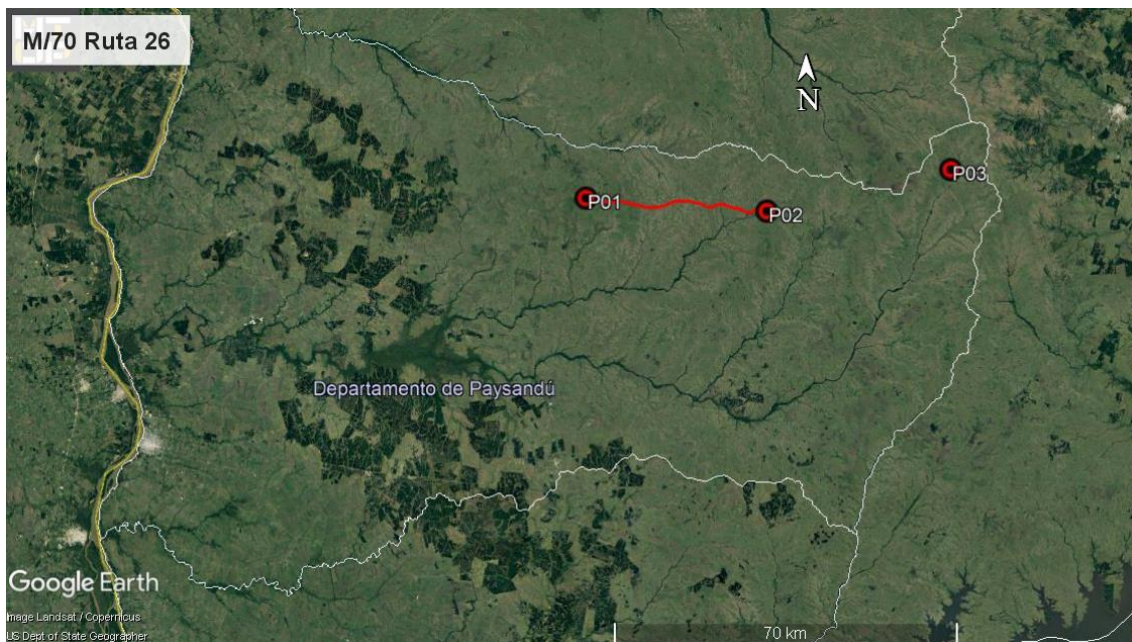 M/70 Ruta 26
N
P01
P02
P03
Departamento de Paysandú
Google Earth
Image Landsat / Copernicus
US Dept of State Geographer
70 km